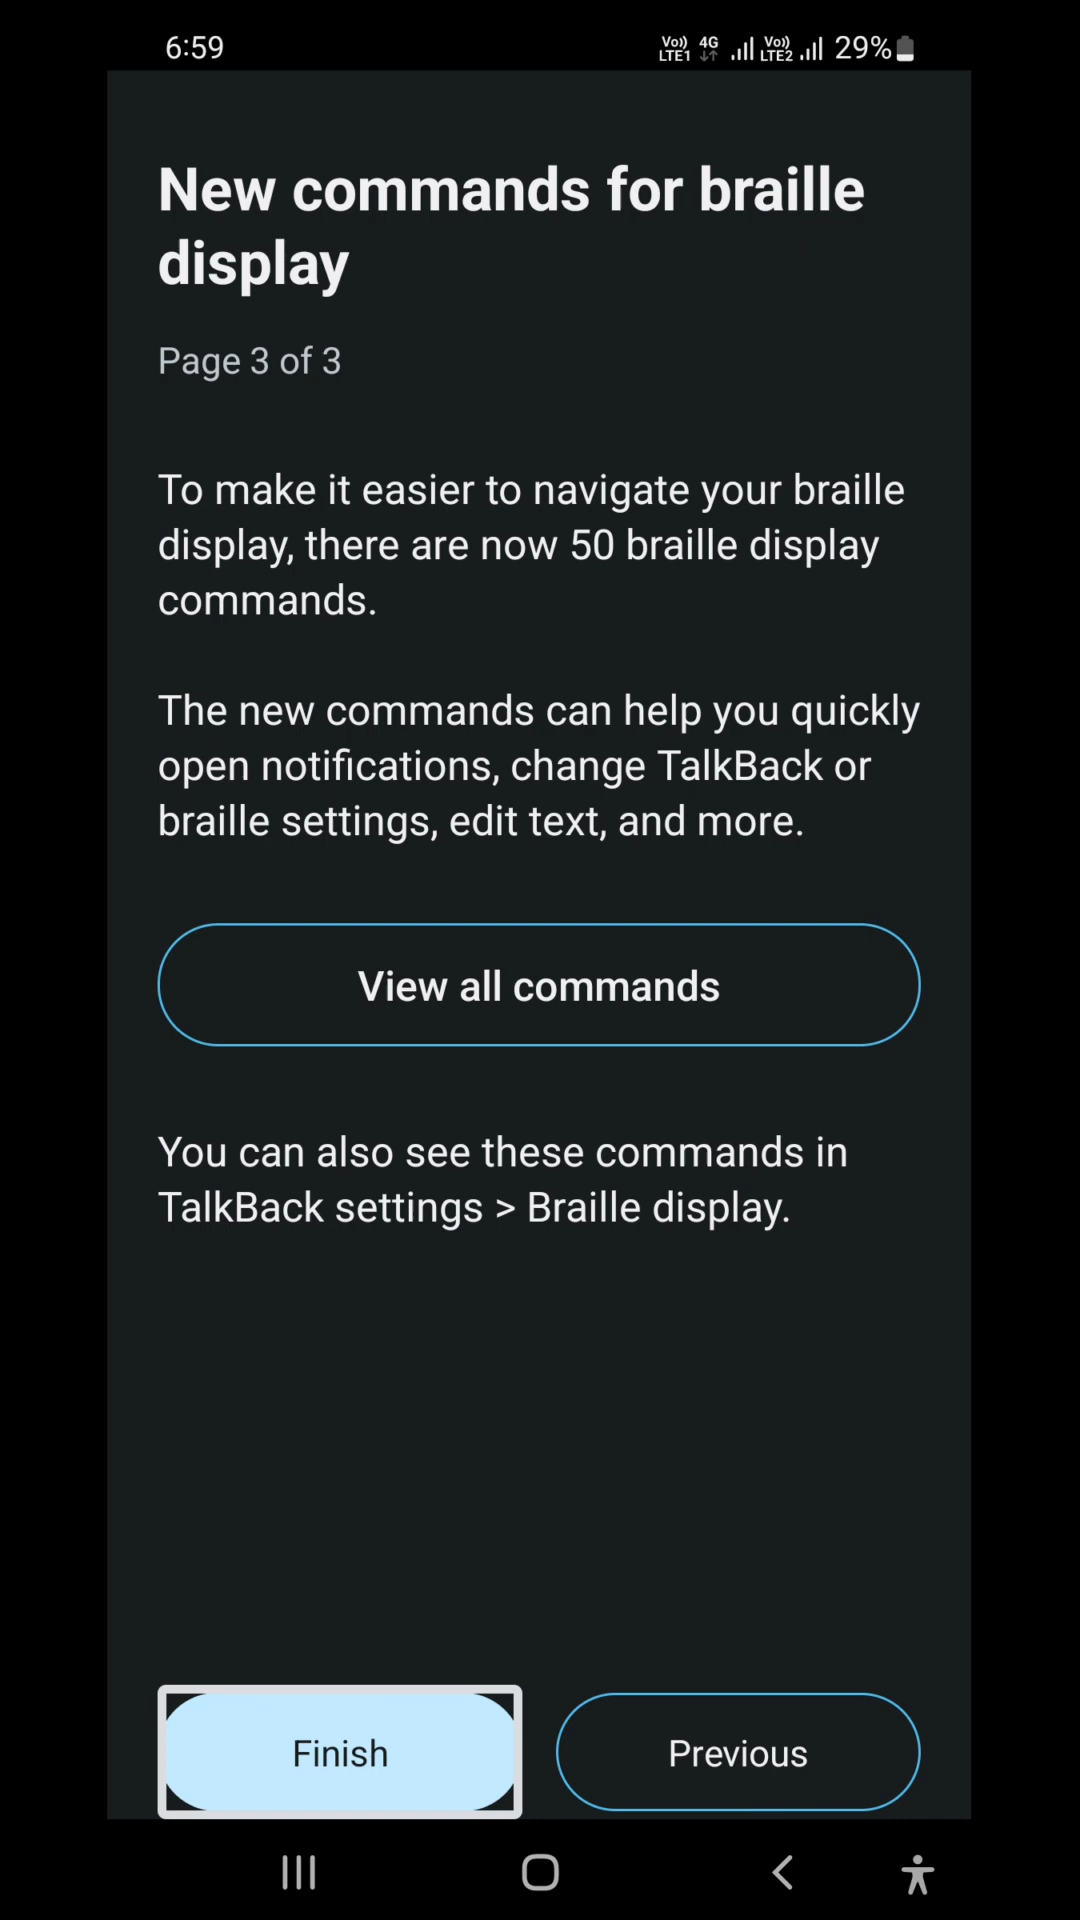 6:59
Vo)) LTE1 4G Vo)) LTE2 29%
New commands for braille
display
Page 3 of 3
To make it easier to navigate your braille
display, there are now 50 braille display
commands.
The new commands can help you quickly
open notifications, change TalkBack or
braille settings, edit text, and more.
View all commands
You can also see these commands in
TalkBack settings > Braille display.
Finish
Previous